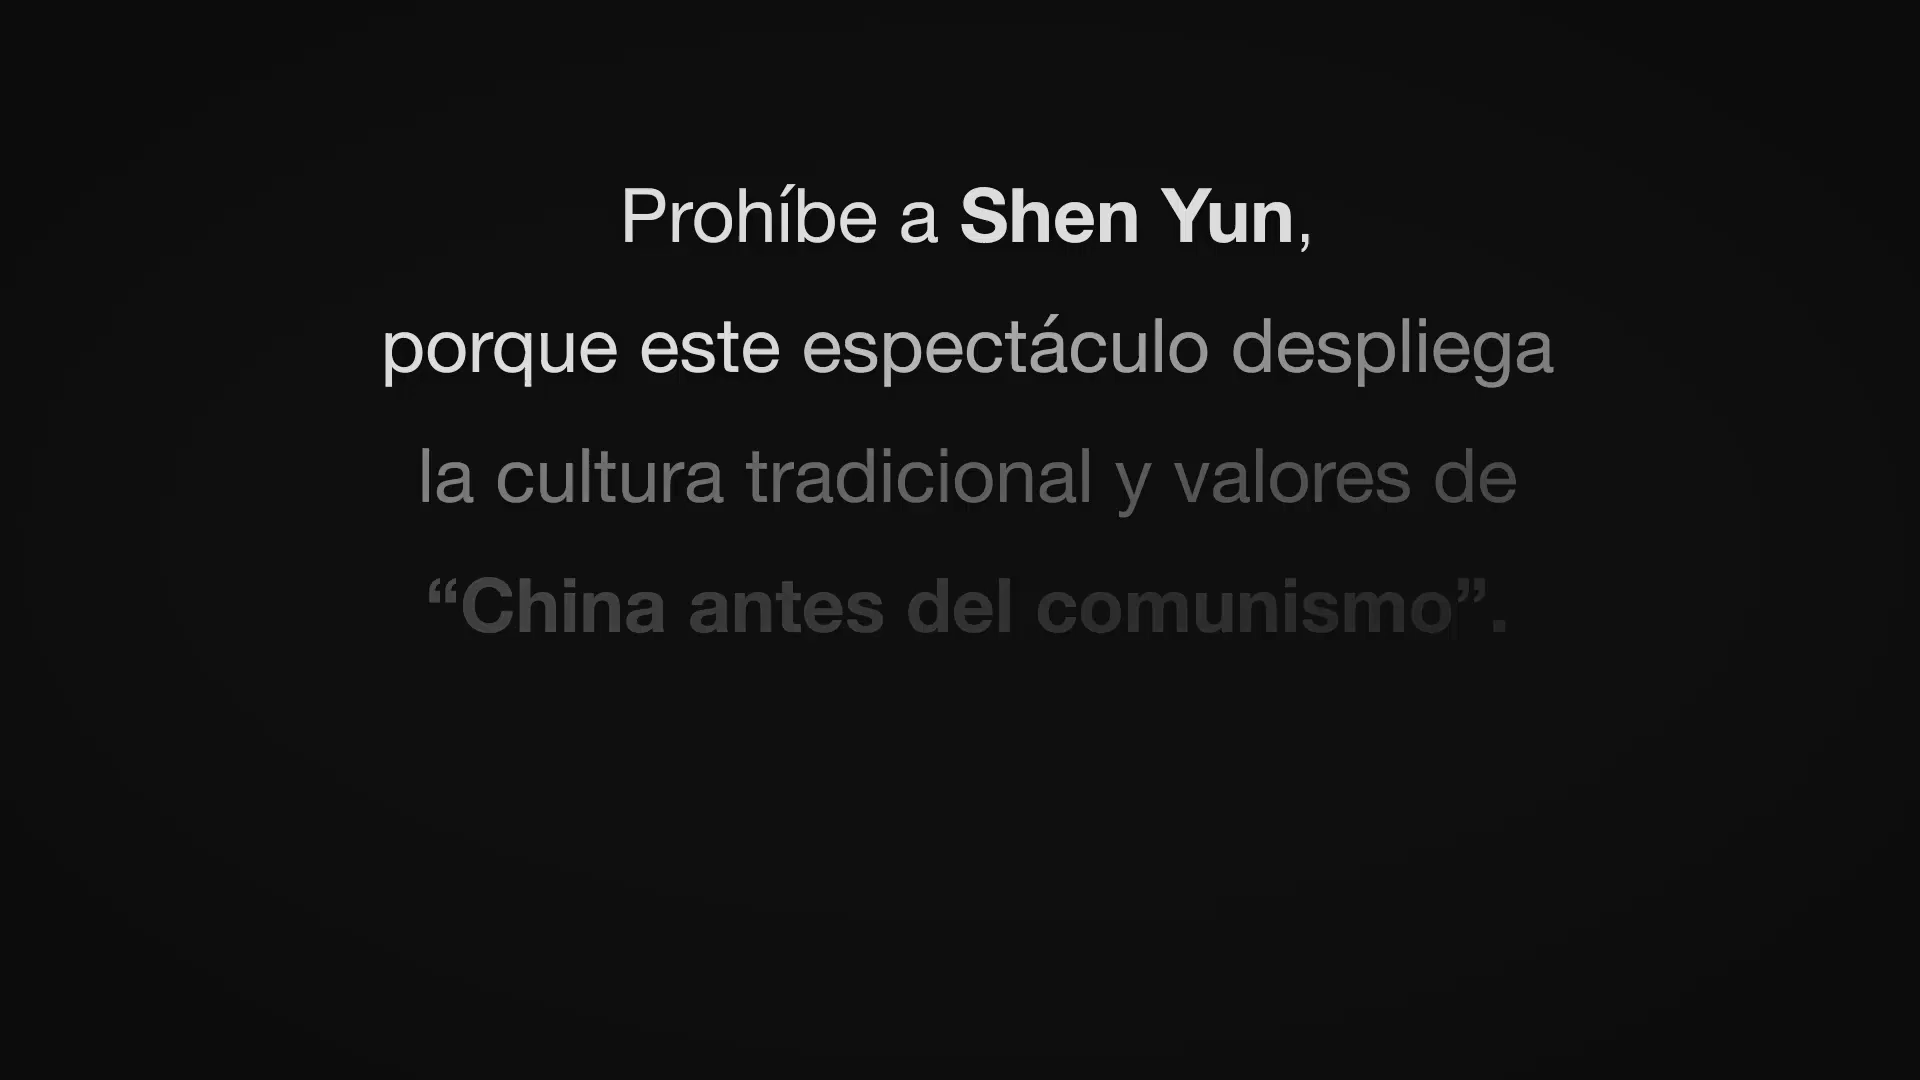 Prohíbe a Shen Yun,
porque este espectáculo despliega
la cultura tradicional y valores de
“China antes del comunismo”.